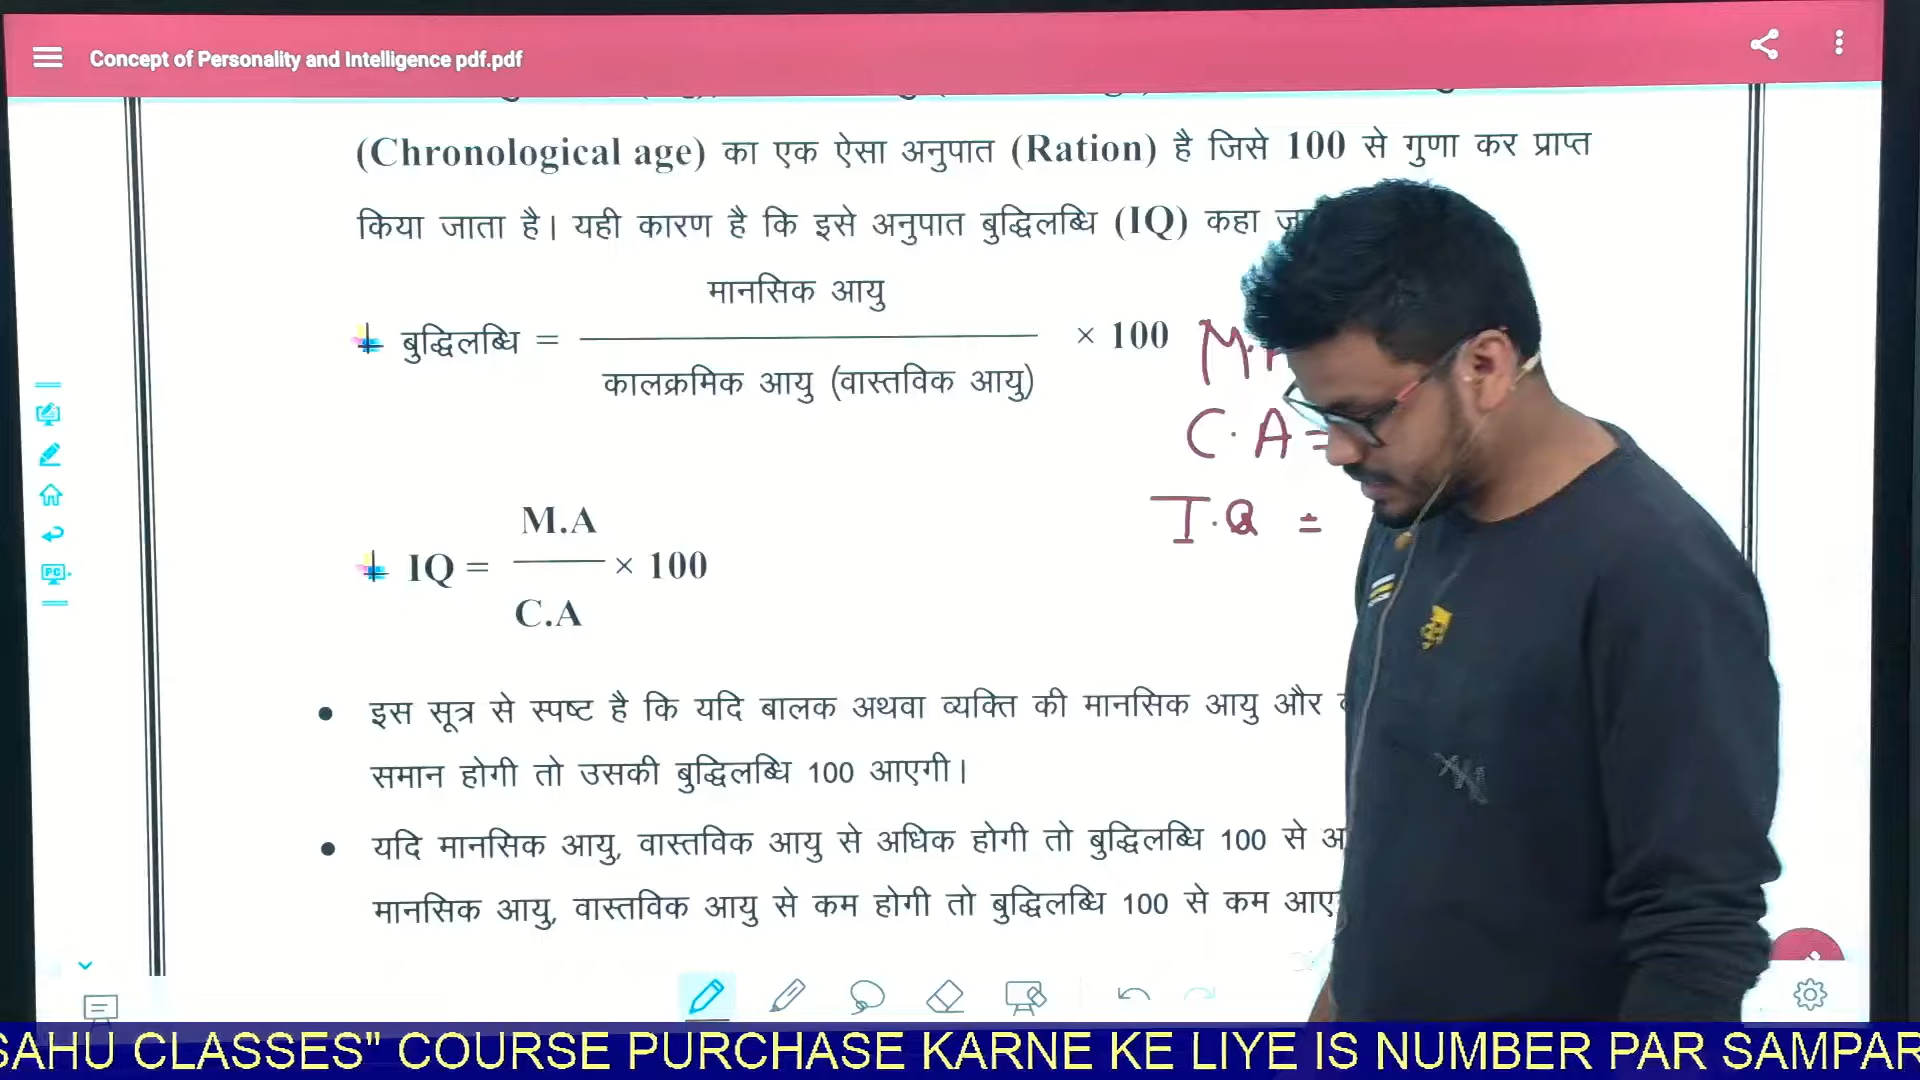 Concept of Personality and Intelligence pdf.pdf
(Chronological age) का एक ऐसा अनुपात (Ration) है जिसे 100 से गुणा कर प्राप्त
किया जाता है। यही कारण है कि इसे अनुपात बुद्धिलब्धि (IQ) कहा
मानसिक आयु
बुद्धिलब्धि = × 100
कालक्रमिक आयु (वास्तविक आयु)
C.A =
I.Q =
M.A
IQ = × 100
C.A
• इस सूत्र से स्पष्ट है कि यदि बालक अथवा व्यक्ति की मानसिक आयु और
समान होगी तो उसकी बुद्धिलब्धि 100 आएगी।
• यदि मानसिक आयु, वास्तविक आयु से अधिक होगी तो बुद्धिलब्धि 100 से
मानसिक आयु, वास्तविक आयु से कम होगी तो बुद्धिलब्धि 100 से कम
PC
SAHU CLASSES" COURSE PURCHASE KARNE KE LIYE IS NUMBER PAR